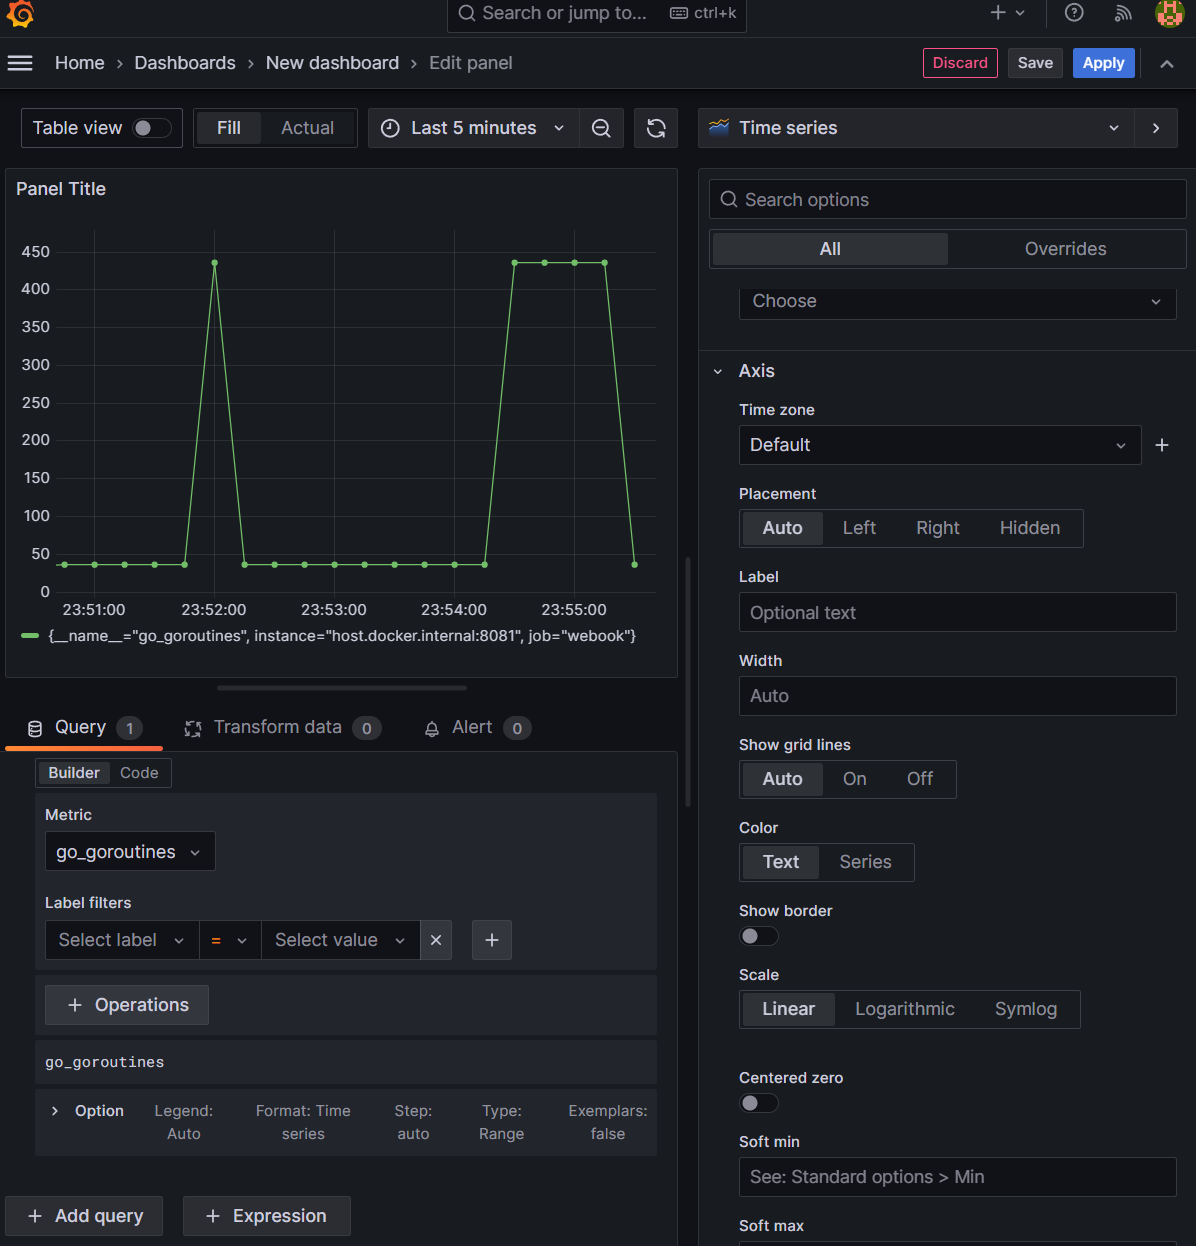 Search or jump to... ctrl+k
Home › Dashboards › New dashboard › Edit panel
Discard Save Apply
Table view Fill Actual Last 5 minutes
Time series
Panel Title
450
400
350
300
250
200
150
100
50
0
23:51:00 23:52:00 23:53:00 23:54:00 23:55:00
{__name__="go_goroutines", instance="host.docker.internal:8081", job="webook"}
Query 1 Transform data 0 Alert 0
Builder Code
Metric
go_goroutines
Label filters
Select label = Select value
+ Operations
go_goroutines
Option Legend: Auto Format: Time series Step: auto Type: Range Exemplars: false
+ Add query + Expression
Search options
All Overrides
Choose
Axis
Time zone
Default
Placement
Auto Left Right Hidden
Label
Optional text
Width
Auto
Show grid lines
Auto On Off
Color
Text Series
Show border
Scale
Linear Logarithmic Symlog
Centered zero
Soft min
See: Standard options > Min
Soft max